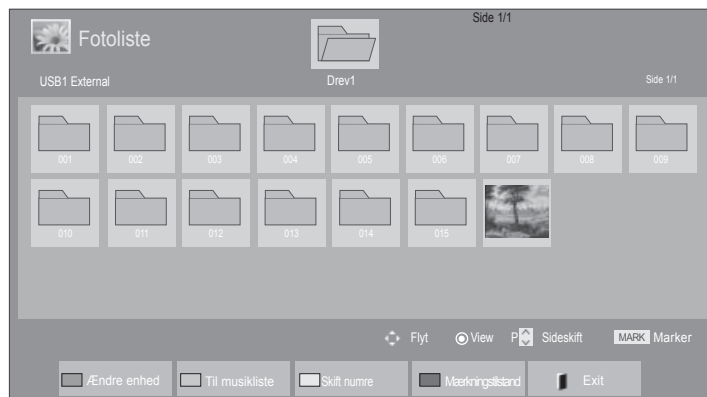 Side 1/1
Fotoliste
USB1 External
Drev1
Side 1/1
001 002 003 004 005 006 007 008 009
010 011 012 013 014 015
Flyt View P Sideskift MARK Marker
Ændre enhed Til musikliste Skift numre Mærkningstilstand Exit